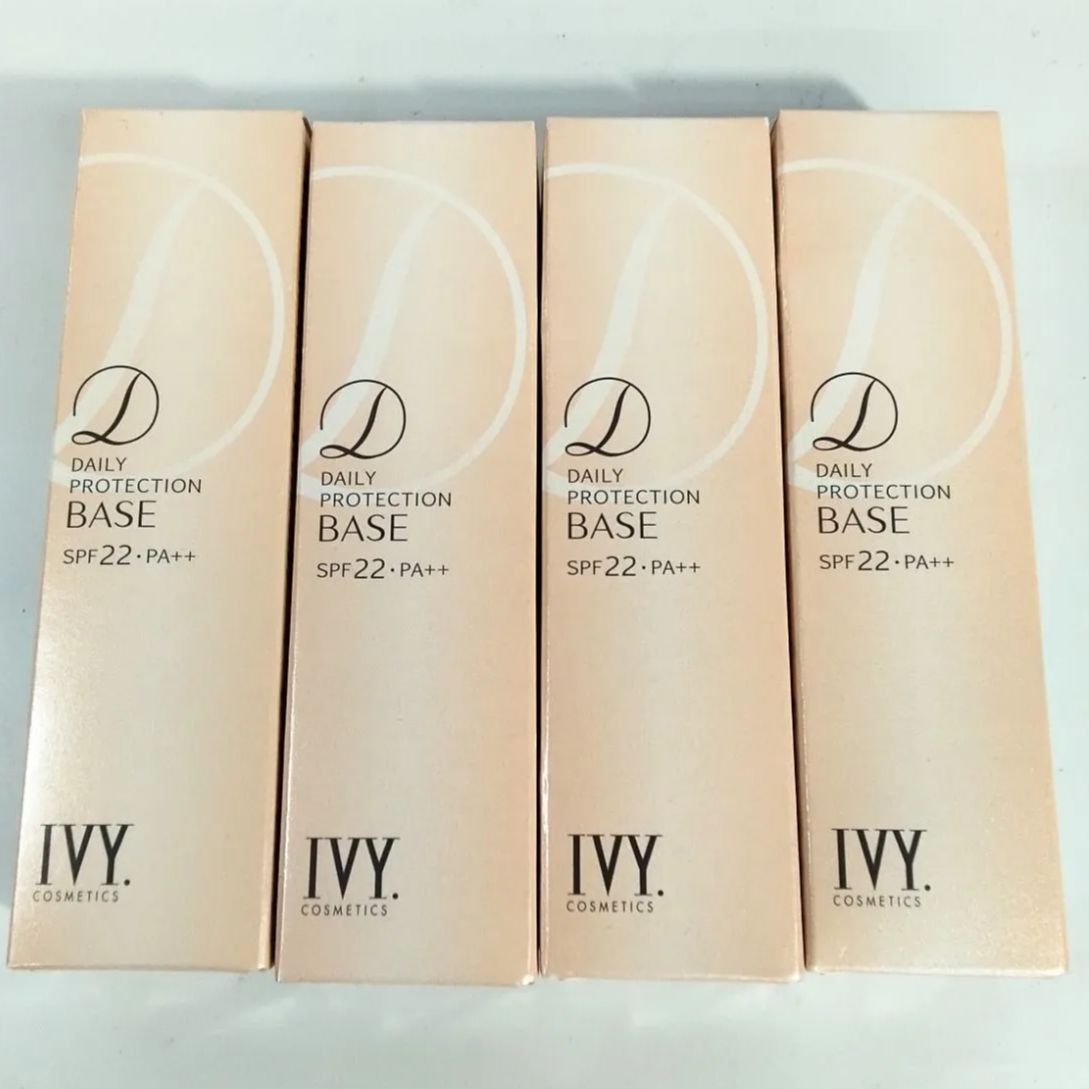 DAILY
PROTECTION
BASE
SPF22・PA++
IVY.
COSMETICS
DAILY
PROTECTION
BASE
SPF22・PA++
IVY.
COSMETICS
DAILY
PROTECTION
BASE
SPF22・PA++
IVY.
COSMETICS
DAILY
PROTECTION
BASE
SPF22・PA++
IVY.
COSMETICS